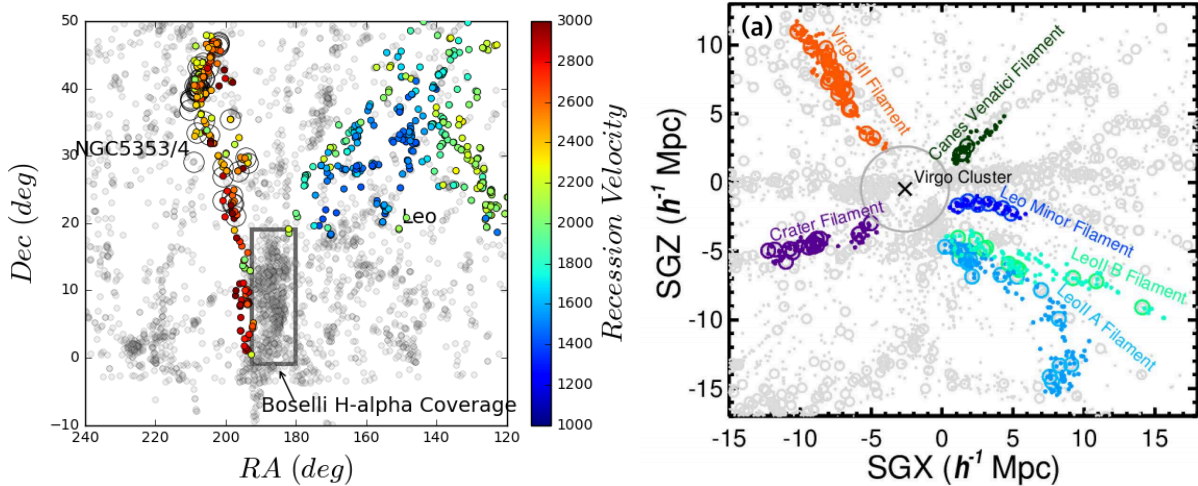 50
40
30
20
10
0
−10
240
220
200
180
160
140
120
Dec (deg)
RA (deg)
NGC5353/4
Leo
Boselli H-alpha Coverage
3000
2800
2600
2400
2200
2000
1800
1600
1400
1200
1000
Recession Velocity
(a)
10
5
0
-5
-10
-15
-15
-10
-5
0
5
10
15
SGZ (h⁻¹ Mpc)
SGX (h⁻¹ Mpc)
Virgo III Filament
Canes Venatici Filament
Virgo Cluster
Crater Filament
Leo Minor Filament
LeoII B Filament
LeoII A Filament